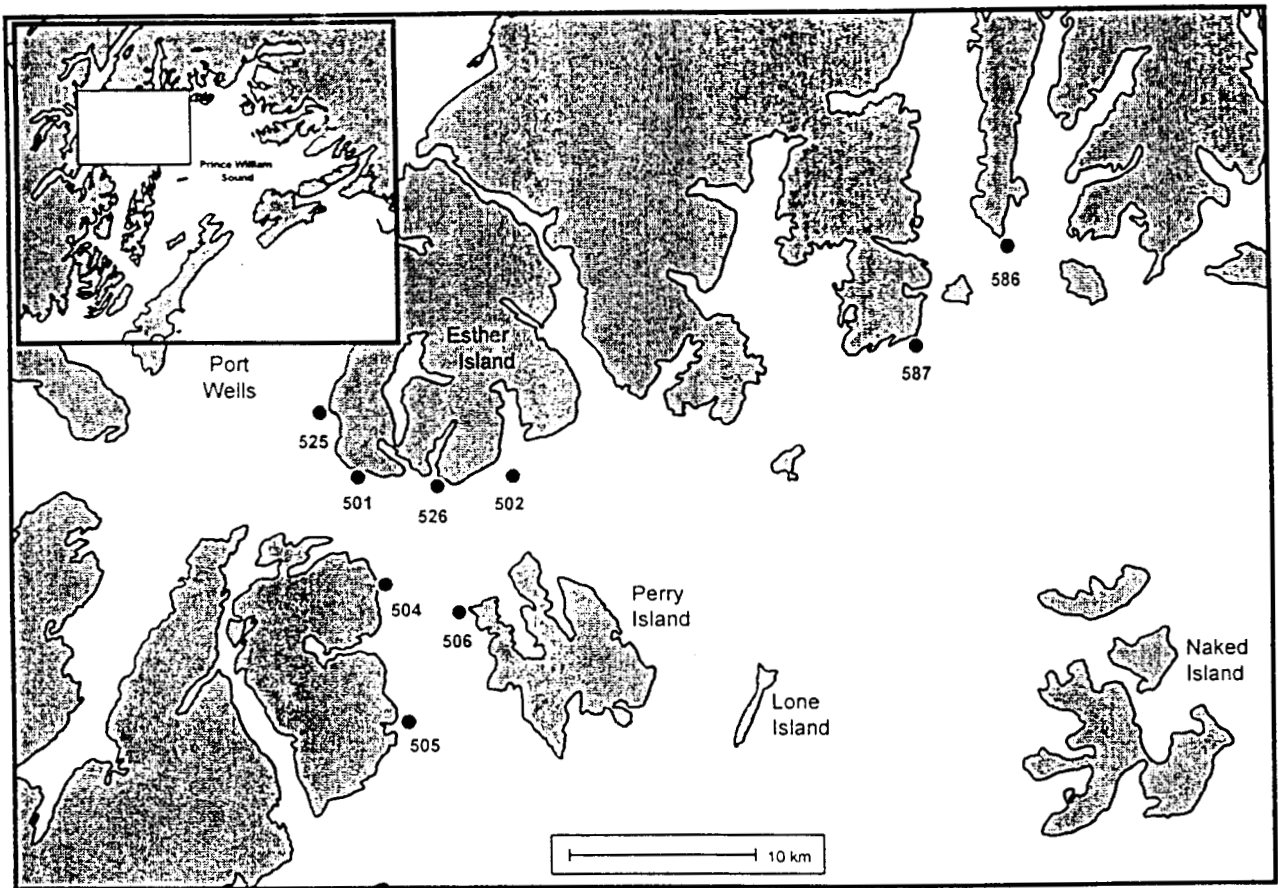 Prince William
Sound
Port
Wells
Esther
Island
586
587
525
501
526
502
504
506
505
Perry
Island
Lone
Island
Naked
Island
10 km